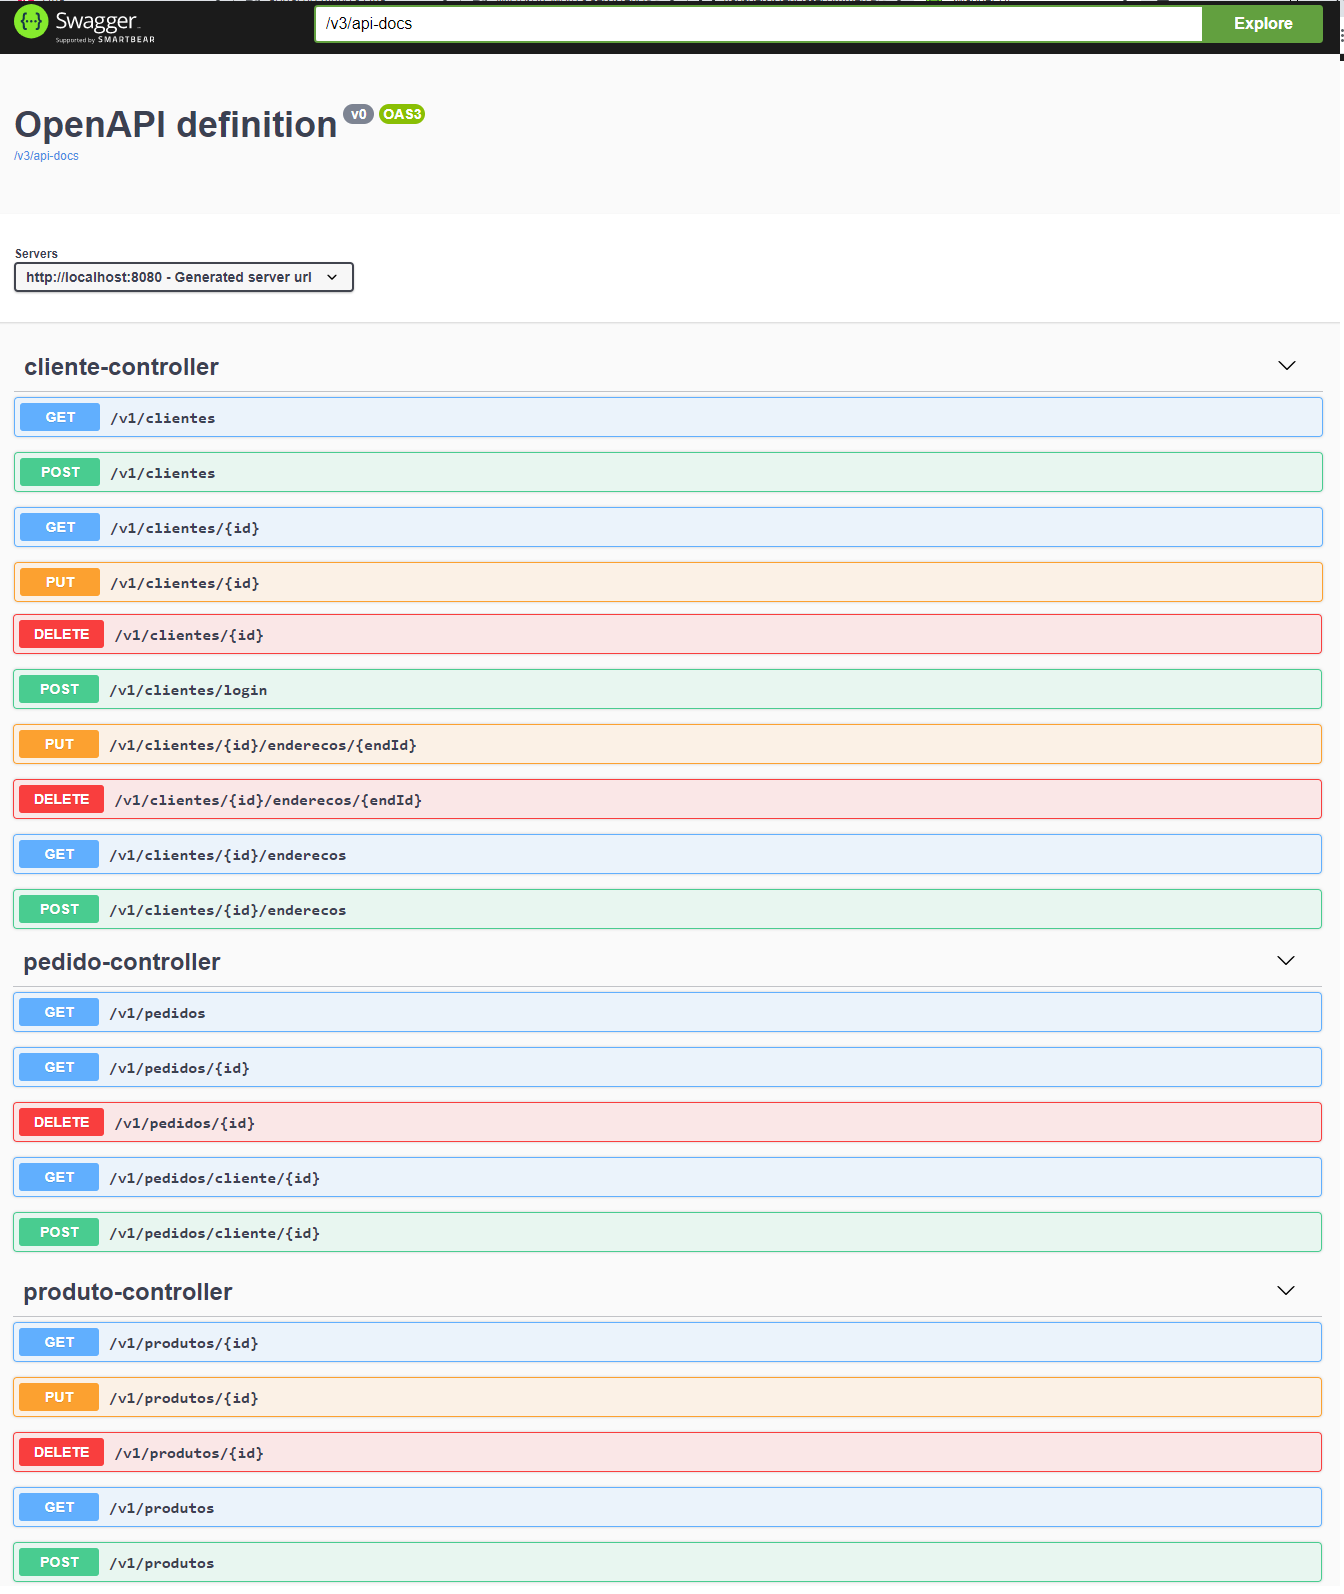 Swagger
Supported by SMARTBEAR
/v3/api-docs
Explore
OpenAPI definition v0 OAS3
/v3/api-docs
Servers
http://localhost:8080 - Generated server url
cliente-controller
GET /v1/clientes
POST /v1/clientes
GET /v1/clientes/{id}
PUT /v1/clientes/{id}
DELETE /v1/clientes/{id}
POST /v1/clientes/login
PUT /v1/clientes/{id}/enderecos/{endId}
DELETE /v1/clientes/{id}/enderecos/{endId}
GET /v1/clientes/{id}/enderecos
POST /v1/clientes/{id}/enderecos
pedido-controller
GET /v1/pedidos
GET /v1/pedidos/{id}
DELETE /v1/pedidos/{id}
GET /v1/pedidos/cliente/{id}
POST /v1/pedidos/cliente/{id}
produto-controller
GET /v1/produtos/{id}
PUT /v1/produtos/{id}
DELETE /v1/produtos/{id}
GET /v1/produtos
POST /v1/produtos